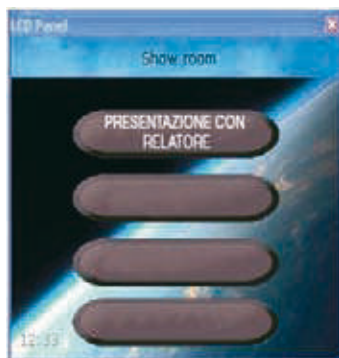 LCD Panel
Show room
PRESENTAZIONE CON
RELATORE
12:33